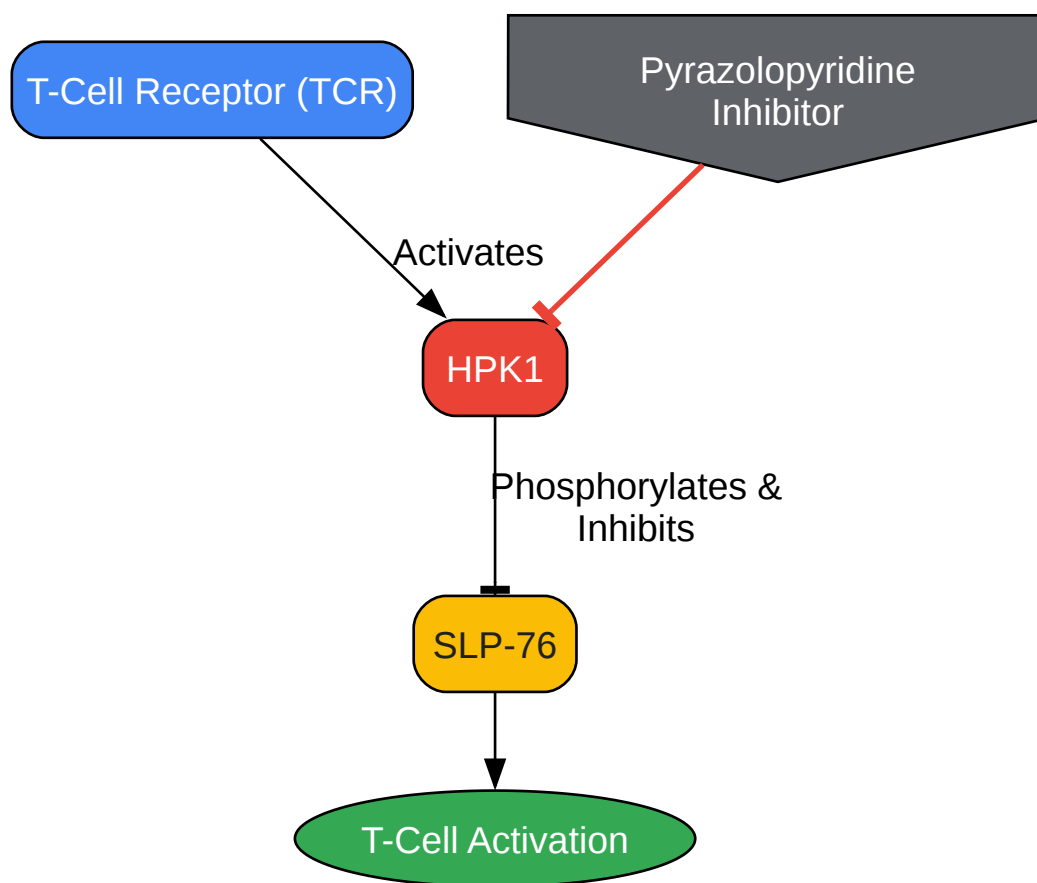 T-Cell Receptor (TCR)
Pyrazolopyridine
Inhibitor
Activates
HPK1
Phosphorylates &
Inhibits
SLP-76
T-Cell Activation